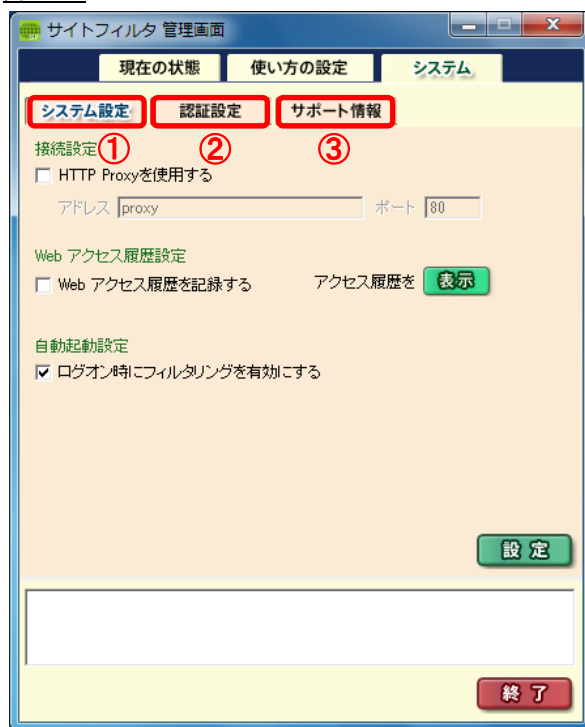 サイトフィルタ 管理画面
現在の状態 使い方の設定 システム
システム設定 認証設定 サポート情報
① ② ③
接続設定
HTTP Proxyを使用する
アドレス proxy ポート 80
Web アクセス履歴設定
Web アクセス履歴を記録する アクセス履歴を 表示
自動起動設定
ログオン時にフィルタリングを有効にする
設 定
終 了